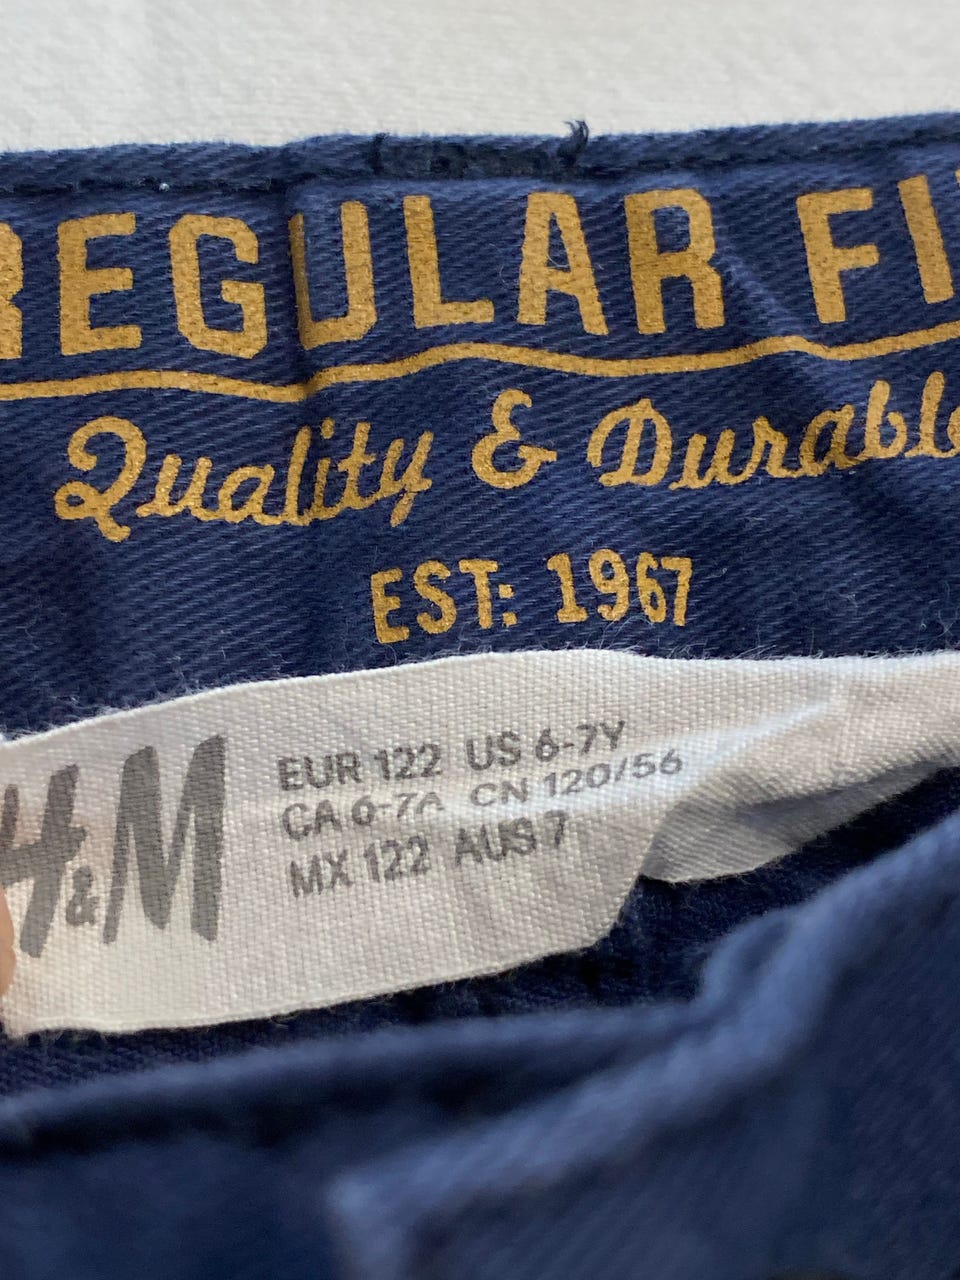 REGULAR FI
Quality & Durable
EST: 1967
H&M
EUR 122 US 6-7Y
CA 6-7A CN 120/56
MX 122 AUS 7